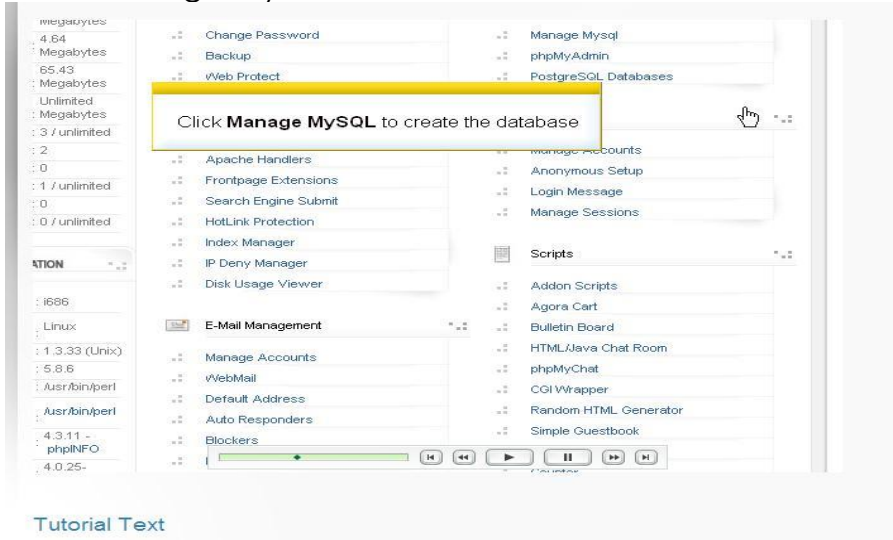 Megabytes
: 4.64
Megabytes
65.43
: Megabytes
Unlimited
: Megabytes
: 3 / unlimited
: 2
: 0
: 1 / unlimited
: 0
: 0 / unlimited
ATION
: i686
: Linux
: 1.3.33 (Unix)
: 5.8.6
: /usr/bin/perl
: /usr/bin/perl
4.3.11 -
: phpINFO
4.0.25-
Change Password
Backup
Web Protect
Click Manage MySQL to create the database
Apache Handlers
Frontpage Extensions
Search Engine Submit
HotLink Protection
Index Manager
IP Deny Manager
Disk Usage Viewer
E-Mail Management
Manage Accounts
WebMail
Default Address
Auto Responders
Blockers
Manage Mysql
phpMyAdmin
PostgreSQL Databases
Manage Accounts
Anonymous Setup
Login Message
Manage Sessions
Scripts
Addon Scripts
Agora Cart
Bulletin Board
HTML/Java Chat Room
phpMyChat
CGI Wrapper
Random HTML Generator
Simple Guestbook
Counter
Tutorial Text